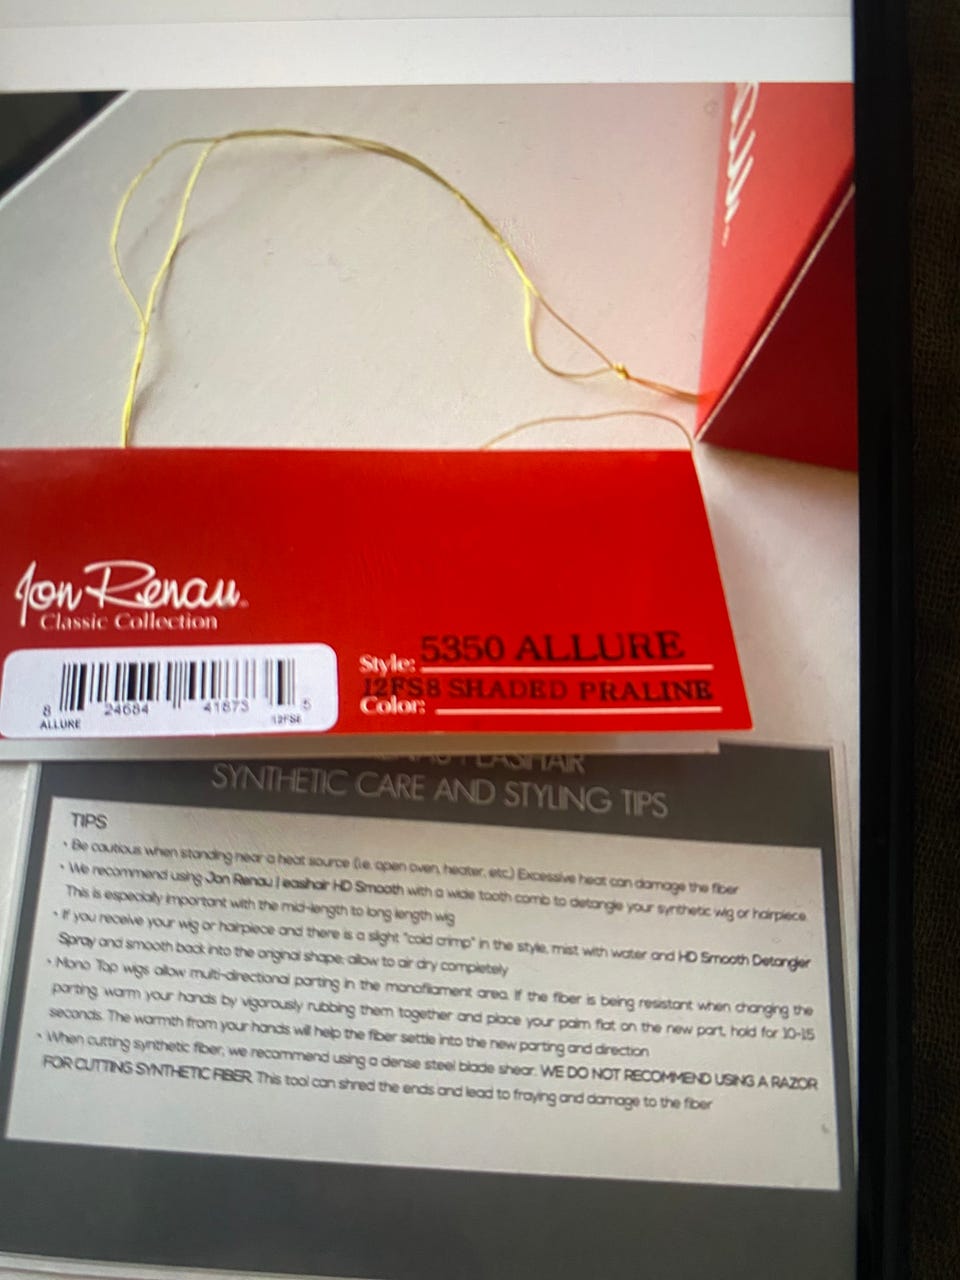 Jon Renau
Classic Collection
Style: 5350 ALLURE
12FS8 SHADED PRALINE
Color:
8 24684 41873 5
ALLURE 12FS8
SYNTHETIC CARE AND STYLING TIPS
TIPS
• Be cautious when standing near a heat source (i.e. open oven, heater, etc.) Excessive heat can damage the fiber
• We recommend using Jon Renau | easihair HD Smooth with a wide tooth comb to detangle your synthetic wig or hairpiece.
This is especially important with the mid-length to long length wig
• If you receive your wig or hairpiece and there is a slight "cold crimp" in the style, mist with water and HD Smooth Detangler
Spray and smooth back into the original shape; allow to air dry completely
• Mono Top wigs allow multi-directional parting in the monofilament area. If the fiber is being resistant when changing the
parting, warm your hands by vigorously rubbing them together and place your palm flat on the new part, hold for 10-15
seconds. The warmth from your hands will help the fiber settle into the new parting and direction
• When cutting synthetic fiber, we recommend using a dense steel blade shear. WE DO NOT RECOMMEND USING A RAZOR
FOR CUTTING SYNTHETIC FIBER. This tool can shred the ends and lead to fraying and damage to the fiber